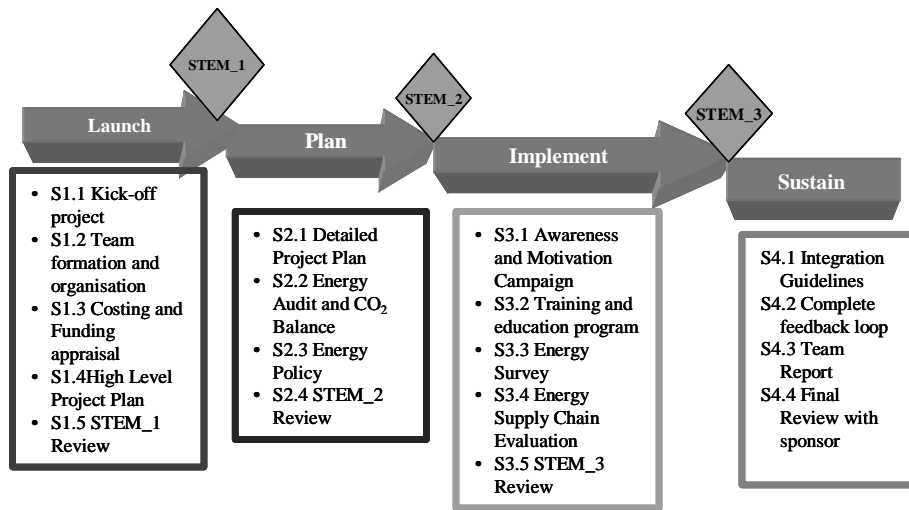 STEM_1
STEM_2
STEM_3
Launch
Plan
Implement
Sustain
• S1.1 Kick-off
project
• S1.2 Team
formation and
organisation
• S1.3 Costing and
Funding
appraisal
• S1.4High Level
Project Plan
• S1.5 STEM_1
Review
• S2.1 Detailed
Project Plan
• S2.2 Energy
Audit and CO₂
Balance
• S2.3 Energy
Policy
• S2.4 STEM_2
Review
• S3.1 Awareness
and Motivation
Campaign
• S3.2 Training and
education program
• S3.3 Energy
Survey
• S3.4 Energy
Supply Chain
Evaluation
• S3.5 STEM_3
Review
S4.1 Integration
Guidelines
S4.2 Complete
feedback loop
S4.3 Team
Report
S4.4 Final
Review with
sponsor